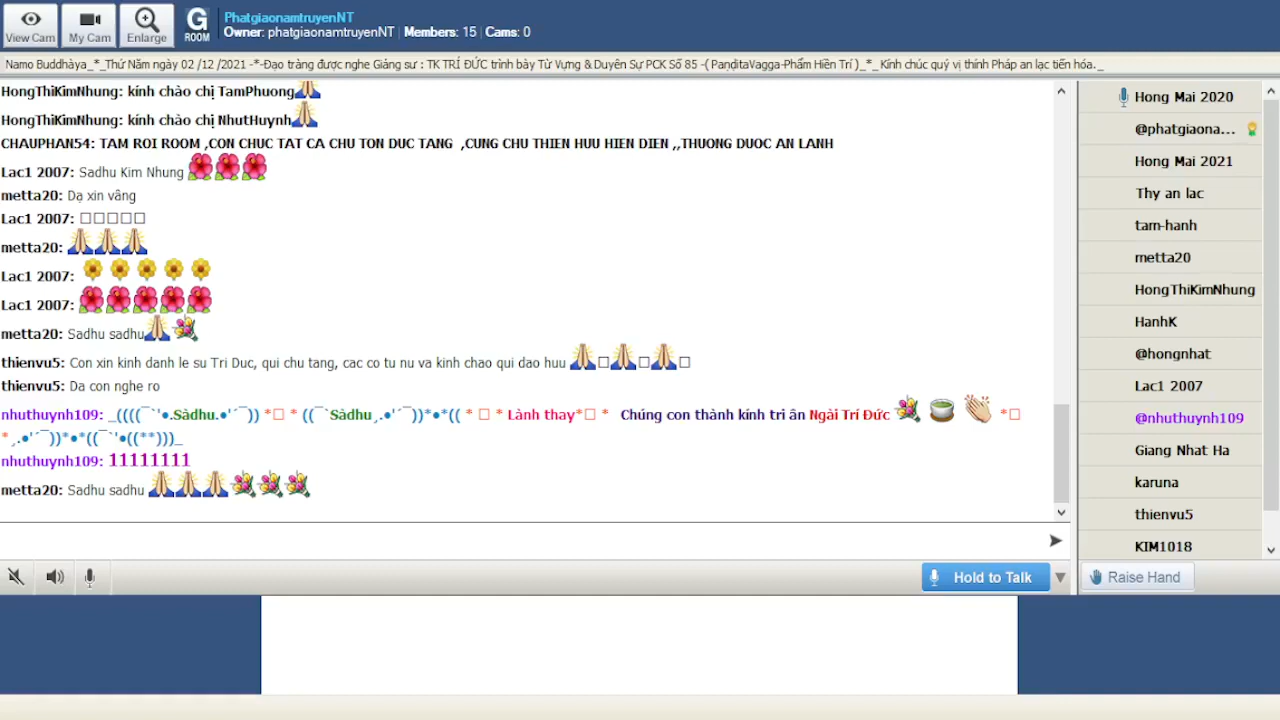 View Cam
My Cam
Enlarge
G ROOM
PhatgiaonamtruyenNT
Owner: phatgiaonamtruyenNT | Members: 15 | Cams: 0
Namo Buddhàya_*_Thứ Năm ngày 02 /12 /2021 -*-Đạo tràng được nghe Giảng sư : TK TRÍ ĐỨC trình bày Từ Vựng & Duyên Sự PCK Số 85 -( PaṇḍitaVagga-Phẩm Hiền Trí )_*_ Kính chúc quý vị thính Pháp an lạc tiến hóa._
HongThiKimNhung: kính chào chị TamPhuong
HongThiKimNhung: kính chào chị NhutHuynh
CHAUPHAN54: TAM ROI ROOM ,CON CHUC TAT CA CHU TON DUC TANG ,CUNG CHU THIEN HUU HIEN DIEN ,,THUONG DUOC AN LANH
Lac1 2007: Sadhu Kim Nhung
metta20: Dạ xin vâng
Lac1 2007: □□□□□
metta20:
Lac1 2007:
Lac1 2007:
metta20: Sadhu sadhu
thienvu5: Con xin kinh danh le su Tri Duc, qui chu tang, cac co tu nu va kinh chao qui dao huu □ □ □
thienvu5: Da con nghe ro
nhuthuynh109: _((((¯`'•.Sādhu.•'´¯)) *□ * ((¯`Sādhu¸.•'´¯))*•*(( * □ * Lành thay*□ * Chúng con thành kính tri ân Ngài Trí Đức *□
*¸.•'´¯))*•*((¯`'•((**)))_
nhuthuynh109: 11111111
metta20: Sadhu sadhu
Hold to Talk
Hong Mai 2020
@phatgiaona...
Hong Mai 2021
Thy an lac
tam-hanh
metta20
HongThiKimNhung
HanhK
@hongnhat
Lac1 2007
@nhuthuynh109
Giang Nhat Ha
karuna
thienvu5
KIM1018
Raise Hand